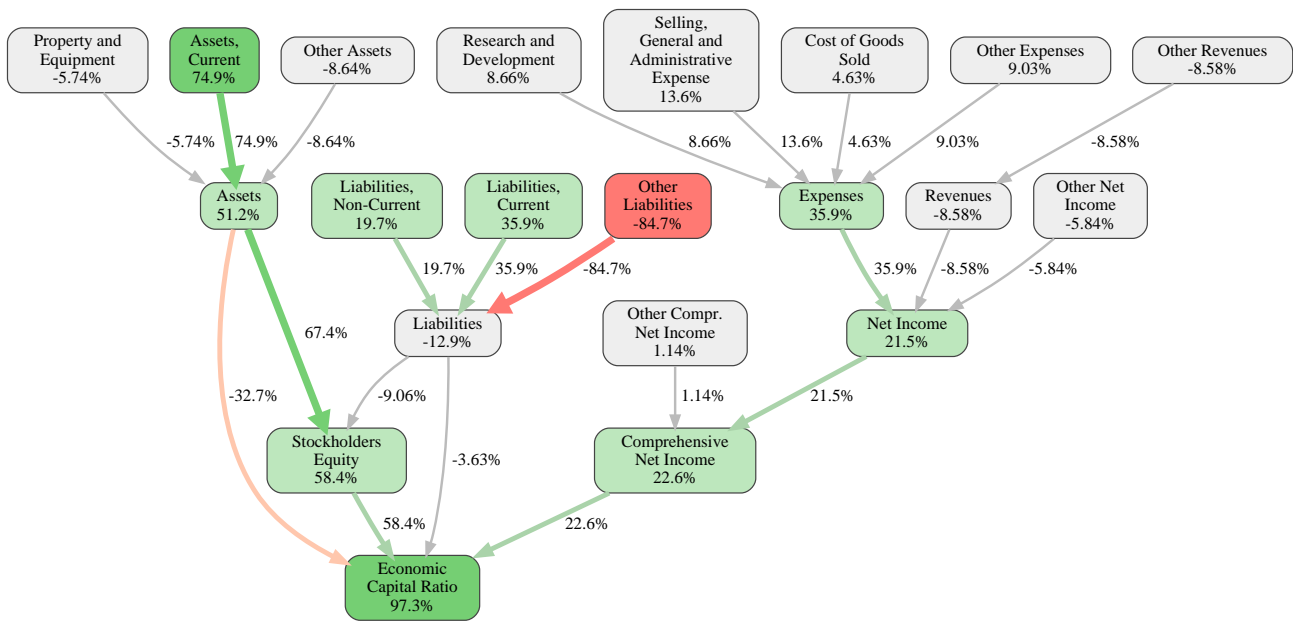 Property and
Equipment
-5.74%
Assets,
Current
74.9%
Other Assets
-8.64%
Research and
Development
8.66%
Selling,
General and
Administrative
Expense
13.6%
Cost of Goods
Sold
4.63%
Other Expenses
9.03%
Other Revenues
-8.58%
-5.74%
74.9%
-8.64%
8.66%
13.6%
4.63%
9.03%
-8.58%
Assets
51.2%
Liabilities,
Non-Current
19.7%
Liabilities,
Current
35.9%
Other
Liabilities
-84.7%
Expenses
35.9%
Revenues
-8.58%
Other Net
Income
-5.84%
19.7%
35.9%
-84.7%
35.9%
-8.58%
-5.84%
67.4%
Liabilities
-12.9%
Other Compr.
Net Income
1.14%
Net Income
21.5%
-32.7%
-9.06%
1.14%
21.5%
Stockholders
Equity
58.4%
-3.63%
Comprehensive
Net Income
22.6%
58.4%
22.6%
Economic
Capital Ratio
97.3%